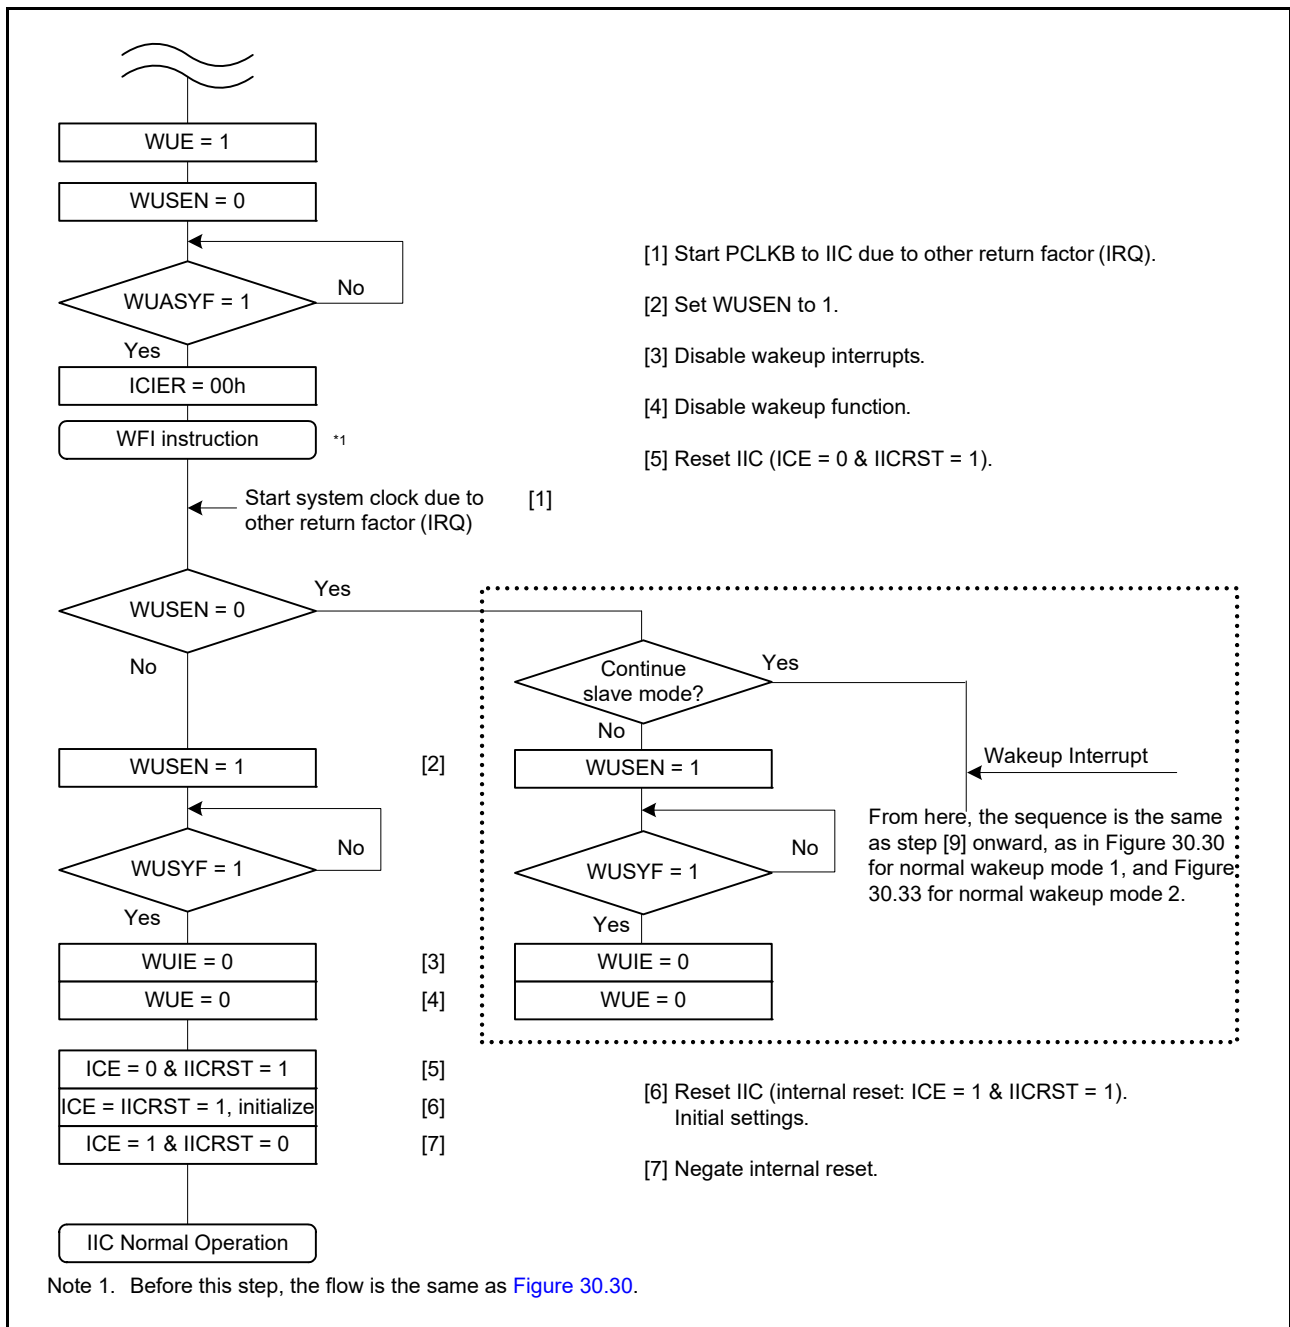 WUE = 1
WUSEN = 0
[1] Start PCLKB to IIC due to other return factor (IRQ).
WUASYF = 1
No
[2] Set WUSEN to 1.
Yes
[3] Disable wakeup interrupts.
ICIER = 00h
[4] Disable wakeup function.
WFI instruction
*1
[5] Reset IIC (ICE = 0 & IICRST = 1).
Start system clock due to
other return factor (IRQ)
[1]
WUSEN = 0
Yes
No
Continue
slave mode?
Yes
No
WUSEN = 1
[2]
WUSEN = 1
Wakeup Interrupt
From here, the sequence is the same
as step [9] onward, as in Figure 30.30
for normal wakeup mode 1, and Figure
30.33 for normal wakeup mode 2.
WUSYF = 1
No
Yes
WUSYF = 1
No
Yes
WUIE = 0
[3]
WUIE = 0
WUE = 0
[4]
WUE = 0
ICE = 0 & IICRST = 1
[5]
ICE = IICRST = 1, initialize
[6]
[6] Reset IIC (internal reset: ICE = 1 & IICRST = 1).
Initial settings.
ICE = 1 & IICRST = 0
[7]
[7] Negate internal reset.
IIC Normal Operation
Note 1. Before this step, the flow is the same as Figure 30.30.